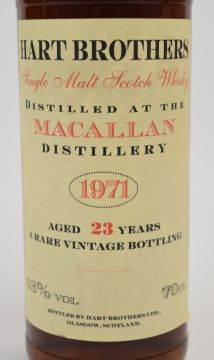 HART BROTHERS
Single Malt Scotch Whisky
DISTILLED AT THE
MACALLAN
DISTILLERY
1971
AGED 23 YEARS
A RARE VINTAGE BOTTLING
43% VOL 70cl
BOTTLED BY HART BROTHERS LTD.,
GLASGOW, SCOTLAND.